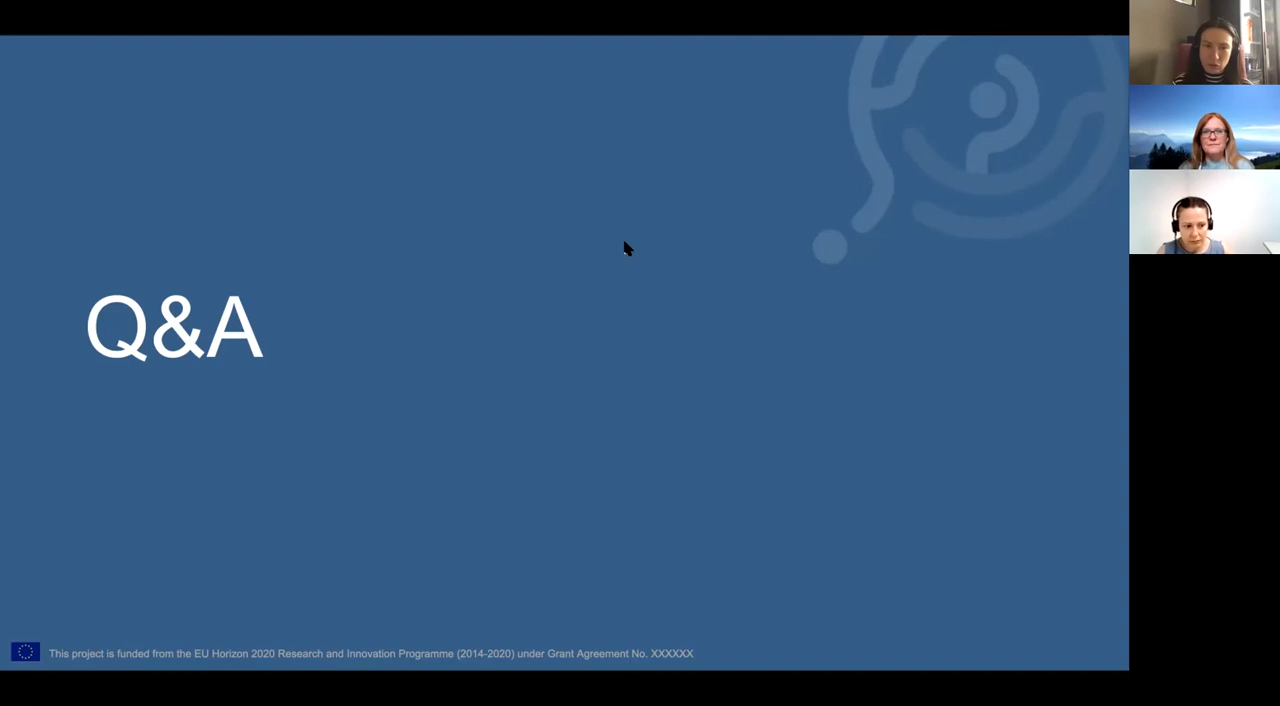 Q&A
This project is funded from the EU Horizon 2020 Research and Innovation Programme (2014-2020) under Grant Agreement No. XXXXXX